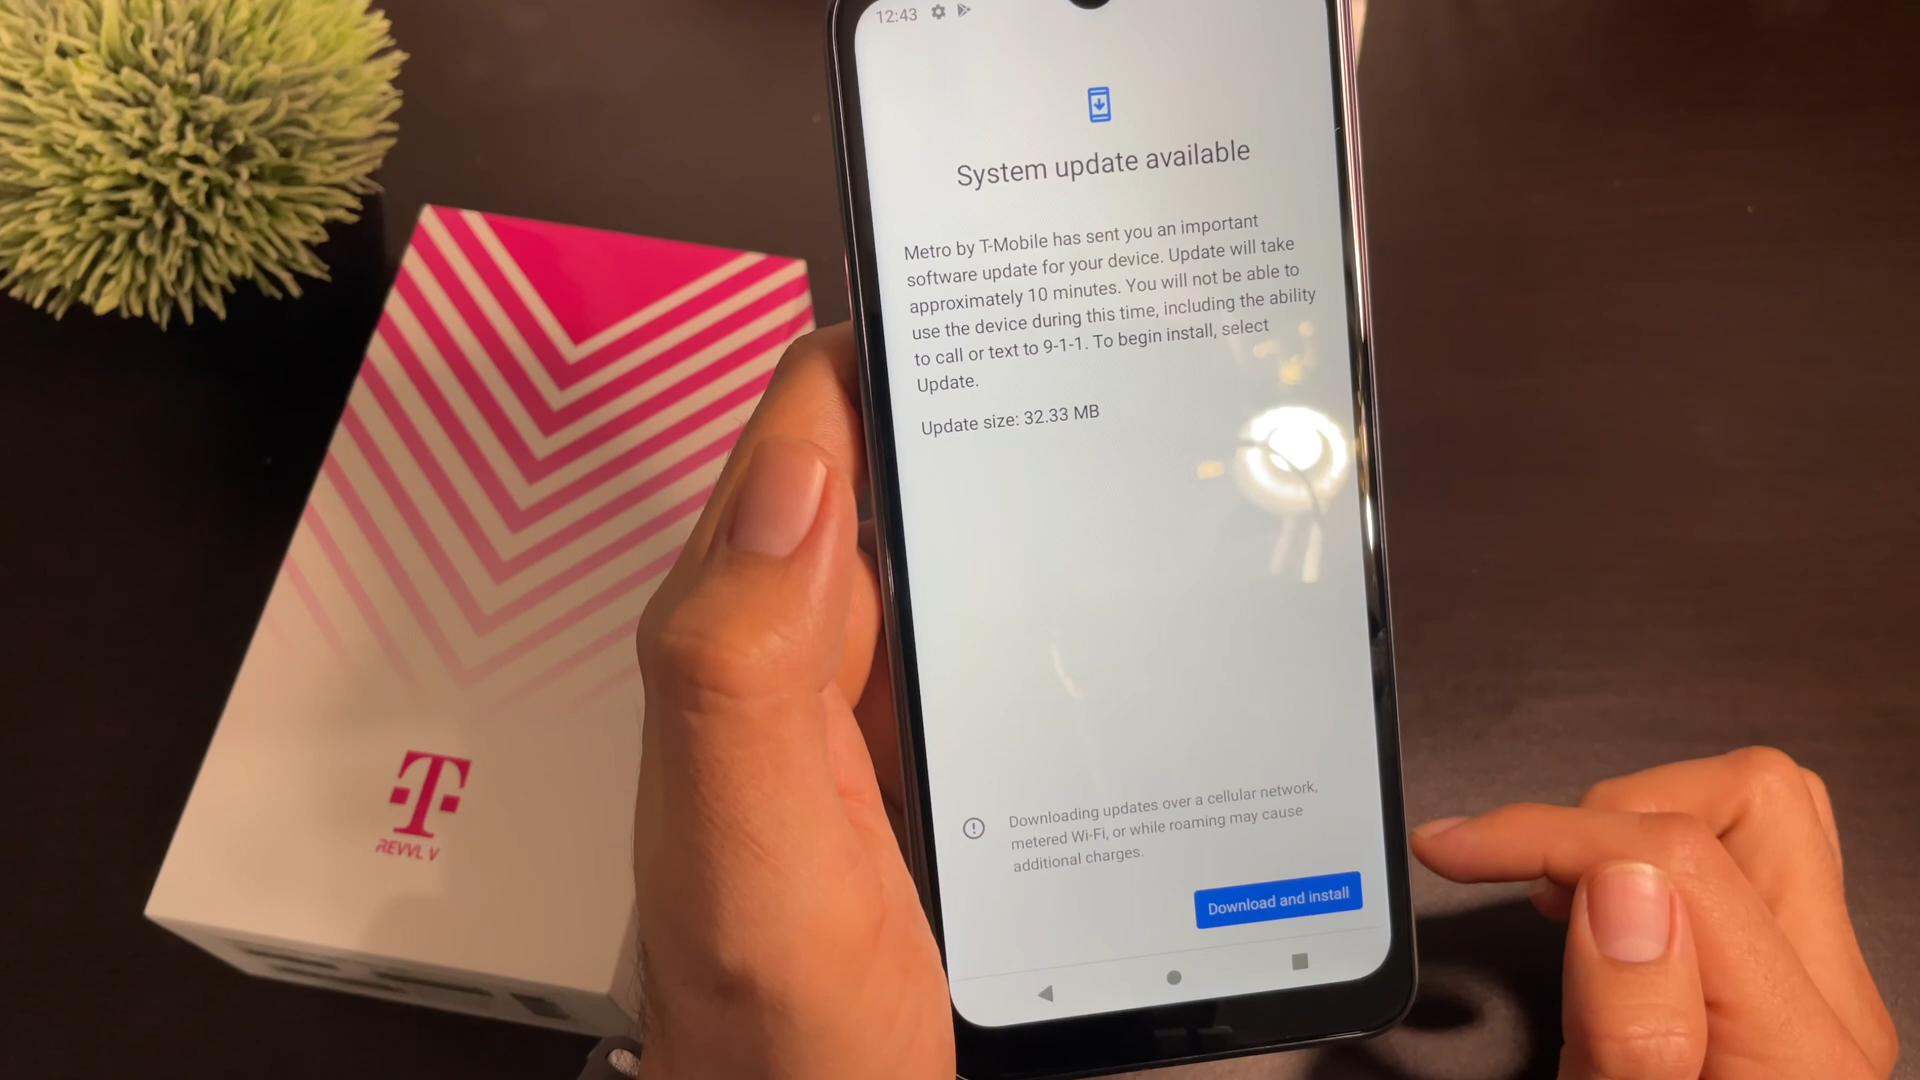 12:43
System update available
Metro by T-Mobile has sent you an important
software update for your device. Update will take
approximately 10 minutes. You will not be able to
use the device during this time, including the ability
to call or text to 9-1-1. To begin install, select
Update.
Update size: 32.33 MB
Downloading updates over a cellular network,
metered Wi-Fi, or while roaming may cause
additional charges.
Download and install
T
REVVL V